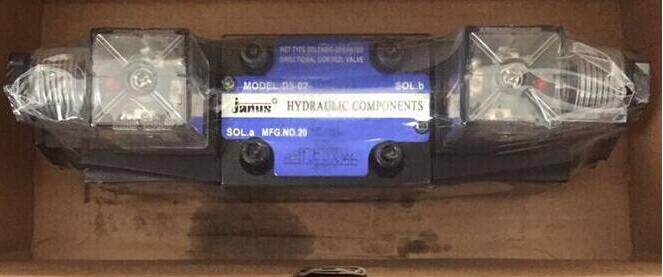 WET TYPE SOLENOID OPERATED
DIRECTIONAL CONTROL VALVE
MODEL DS-02 SOL.b
janus® HYDRAULIC COMPONENTS
SOL.a MFG.NO.20